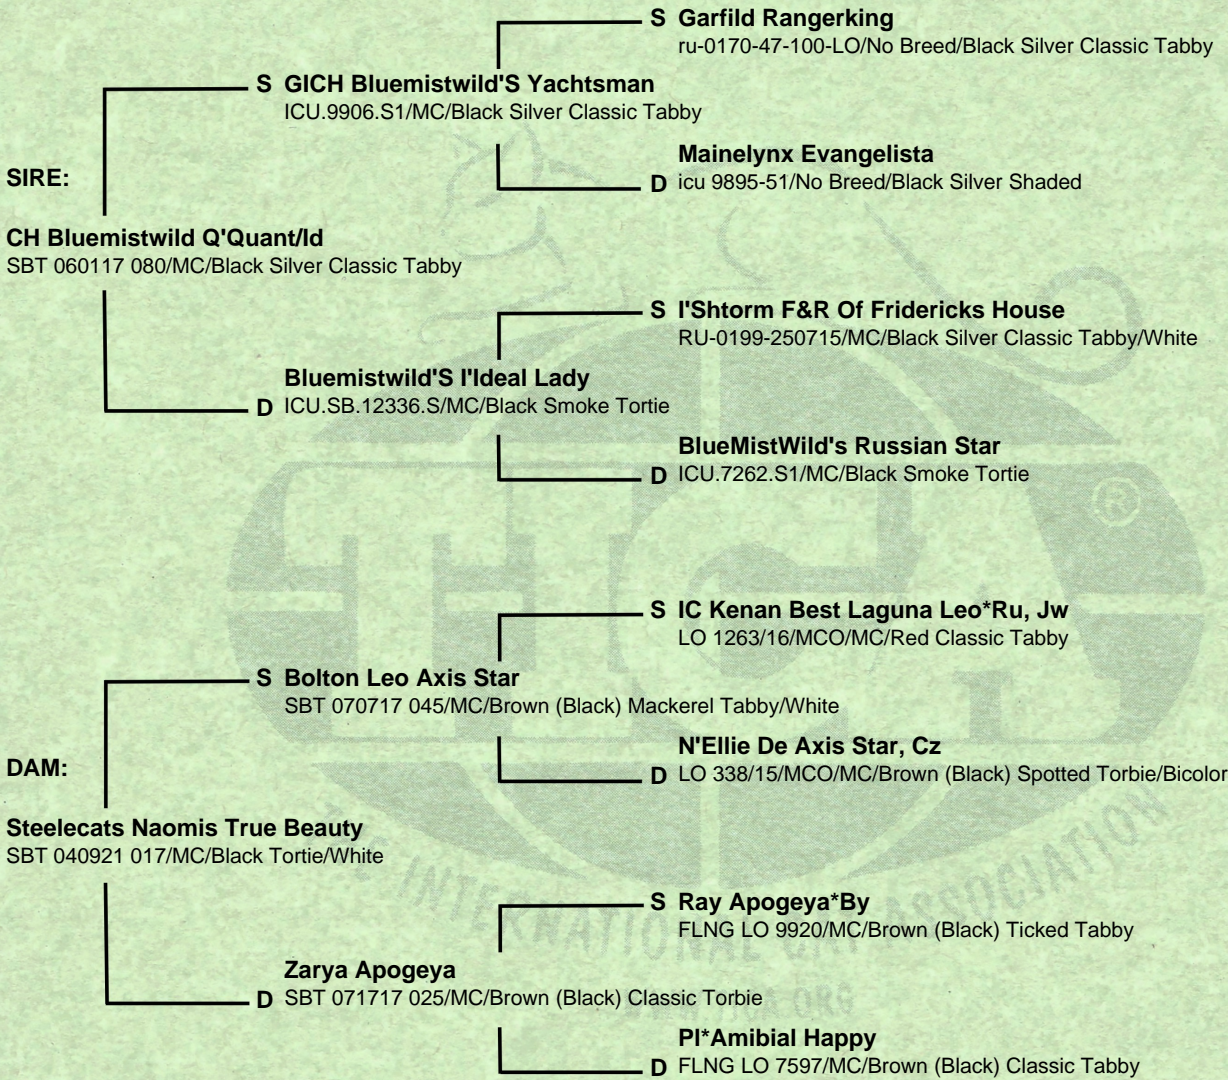 S Garfild Rangerking
ru-0170-47-100-LO/No Breed/Black Silver Classic Tabby
S GICH Bluemistwild'S Yachtsman
ICU.9906.S1/MC/Black Silver Classic Tabby
Mainelynx Evangelista
D icu 9895-51/No Breed/Black Silver Shaded
SIRE:
CH Bluemistwild Q'Quant/Id
SBT 060117 080/MC/Black Silver Classic Tabby
S I'Shtorm F&R Of Fridericks House
RU-0199-250715/MC/Black Silver Classic Tabby/White
Bluemistwild'S I'Ideal Lady
D ICU.SB.12336.S/MC/Black Smoke Tortie
BlueMistWild's Russian Star
D ICU.7262.S1/MC/Black Smoke Tortie
S IC Kenan Best Laguna Leo*Ru, Jw
LO 1263/16/MCO/MC/Red Classic Tabby
S Bolton Leo Axis Star
SBT 070717 045/MC/Brown (Black) Mackerel Tabby/White
N'Ellie De Axis Star, Cz
D LO 338/15/MCO/MC/Brown (Black) Spotted Torbie/Bicolor
DAM:
Steelecats Naomis True Beauty
SBT 040921 017/MC/Black Tortie/White
S Ray Apogeya*By
FLNG LO 9920/MC/Brown (Black) Ticked Tabby
Zarya Apogeya
D SBT 071717 025/MC/Brown (Black) Classic Torbie
Pl*Amibial Happy
D FLNG LO 7597/MC/Brown (Black) Classic Tabby
TICA
®
THE INTERNATIONAL CAT ASSOCIATION
WWW.TICA.ORG